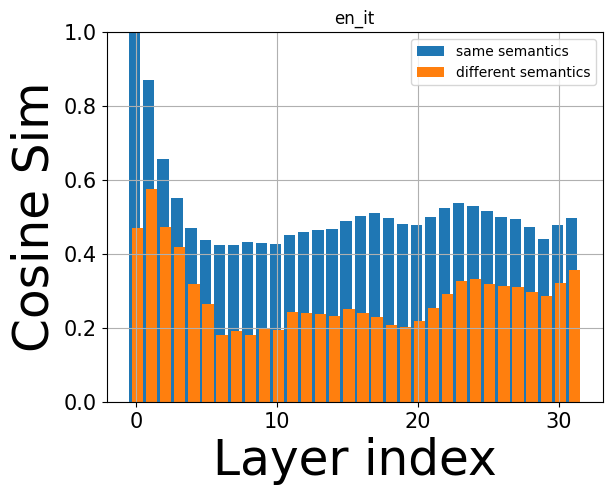 en_it
same semantics
different semantics
Cosine Sim
1.0
0.8
0.6
0.4
0.2
0.0
0 10 20 30
Layer index